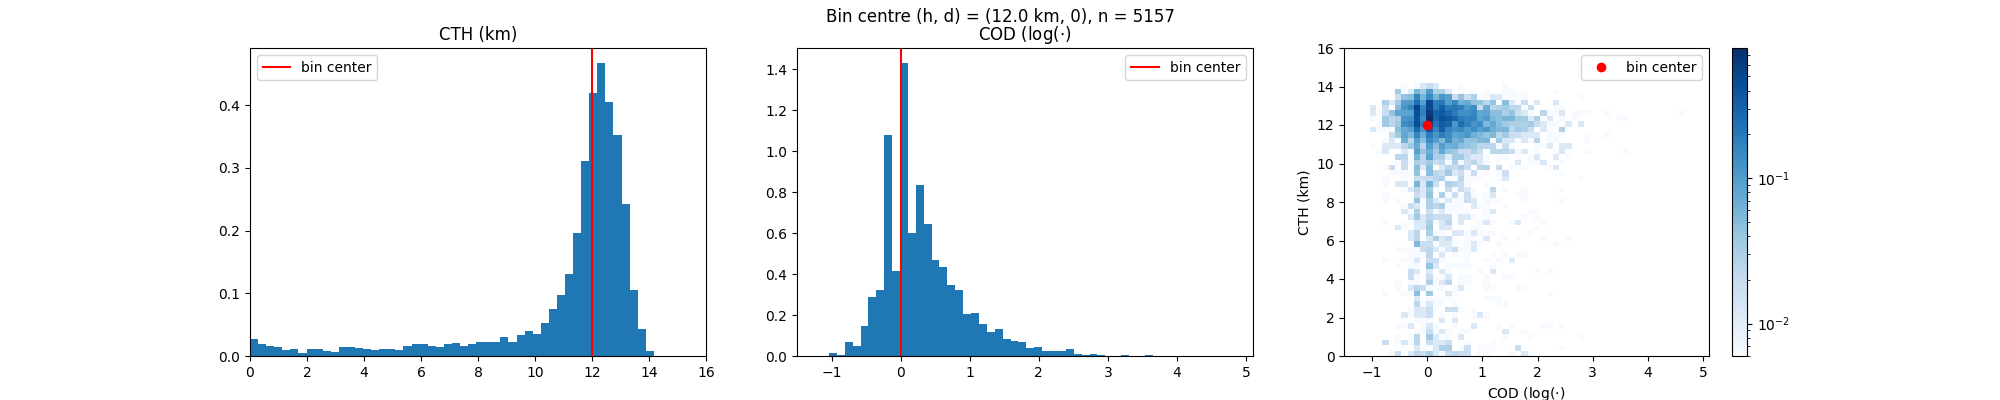 Bin centre (h, d) = (12.0 km, 0), n = 5157
CTH (km)
bin center
0.4
0.3
0.2
0.1
0.0
0 2 4 6 8 10 12 14 16
COD (log(·)
bin center
1.4
1.2
1.0
0.8
0.6
0.4
0.2
0.0
−1 0 1 2 3 4 5
bin center
CTH (km)
16
14
12
10
8
6
4
2
0
−1 0 1 2 3 4 5
COD (log(·)
10⁻¹
10⁻²